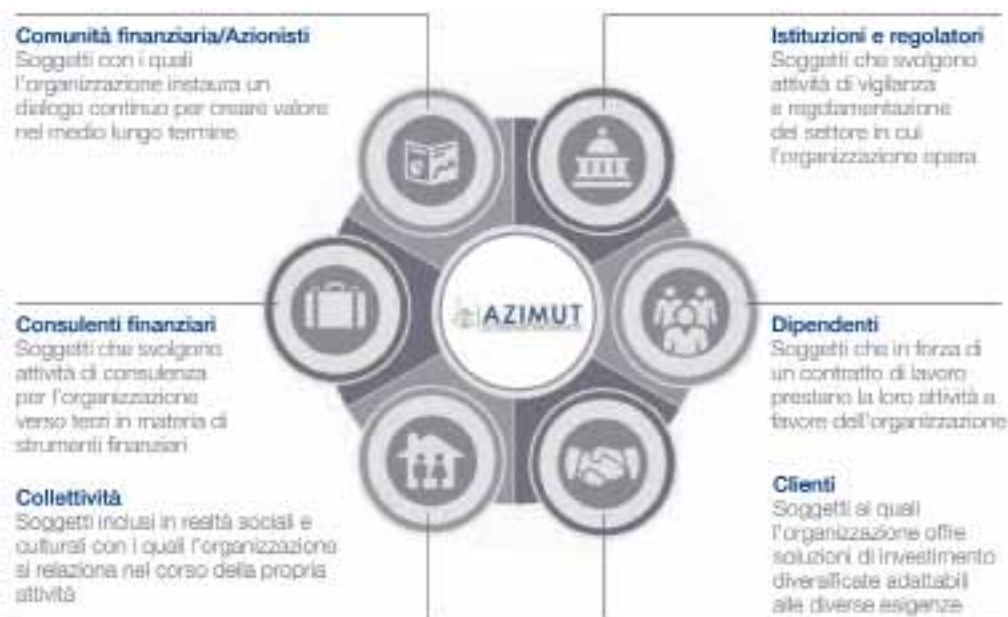 Comunità finanziaria/Azionisti
Soggetti con i quali
l'organizzazione instaura un
dialogo continuo per creare valore
nel medio lungo termine
Istituzioni e regolatori
Soggetti che svolgono
attività di vigilanza
e regolamentazione
del settore in cui
l'organizzazione opera
AZIMUT
Consulenti finanziari
Soggetti che svolgono
attività di consulenza
per l'organizzazione
verso terzi in materia di
strumenti finanziari
Dipendenti
Soggetti che in forza di
un contratto di lavoro
prestano la loro attività a
favore dell'organizzazione
Collettività
Soggetti inclusi in realtà sociali e
culturali con i quali l'organizzazione
si relaziona nel corso della propria
attività
Clienti
Soggetti ai quali
l'organizzazione offre
soluzioni di investimento
diversificate adattabili
alle diverse esigenze